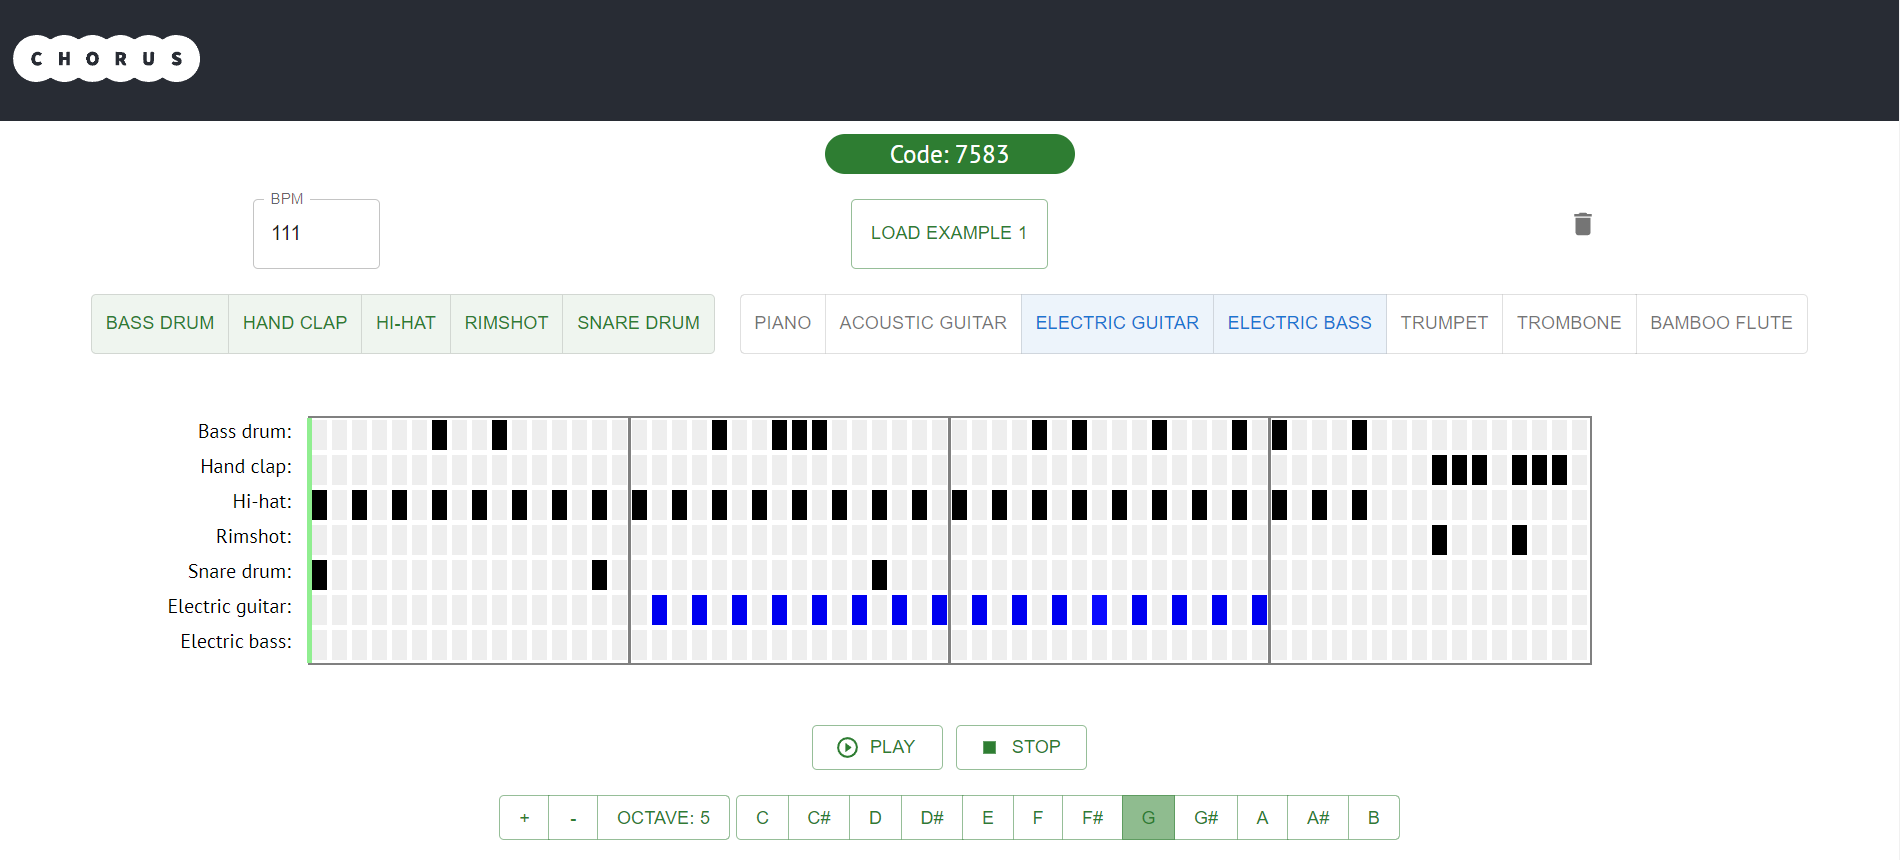 CHORUS
Code: 7583
BPM
111
LOAD EXAMPLE 1
BASS DRUM HAND CLAP HI-HAT RIMSHOT SNARE DRUM PIANO ACOUSTIC GUITAR ELECTRIC GUITAR ELECTRIC BASS TRUMPET TROMBONE BAMBOO FLUTE
Bass drum:
Hand clap:
Hi-hat:
Rimshot:
Snare drum:
Electric guitar:
Electric bass:
PLAY STOP
+ - OCTAVE: 5 C C# D D# E F F# G G# A A# B